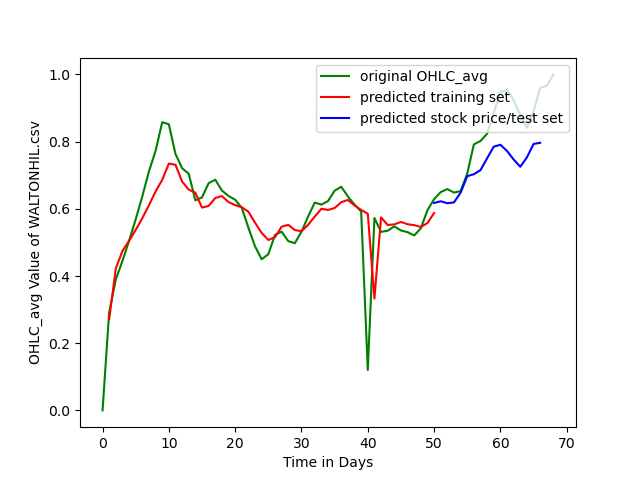 original OHLC_avg
predicted training set
predicted stock price/test set
OHLC_avg Value of WALTONHIL.csv
1.0
0.8
0.6
0.4
0.2
0.0
0 10 20 30 40 50 60 70
Time in Days